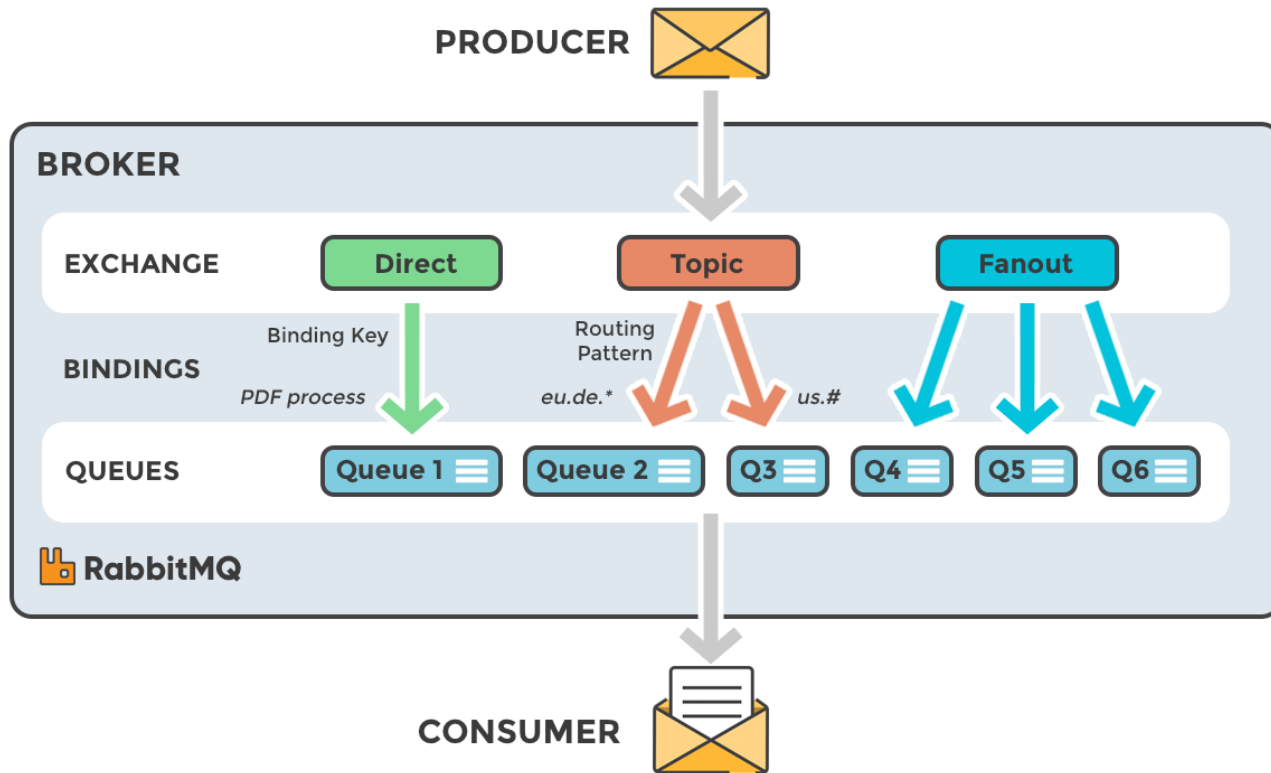 PRODUCER
BROKER
EXCHANGE
Direct
Topic
Fanout
BINDINGS
Binding Key
PDF process
Routing
Pattern
eu.de.*
us.#
QUEUES
Queue 1
Queue 2
Q3
Q4
Q5
Q6
RabbitMQ
CONSUMER